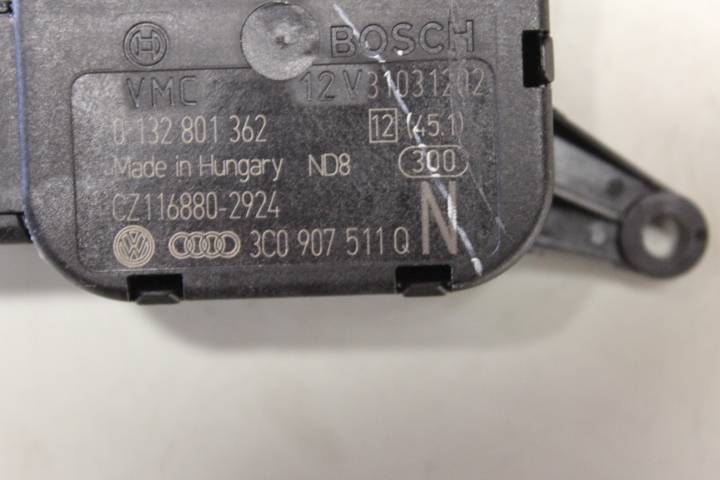 BOSCH
VMC 12V 31031202
0 132 801 362 12 (45.1)
Made in Hungary ND8 300
CZ116880-2924
3C0 907 511 Q N